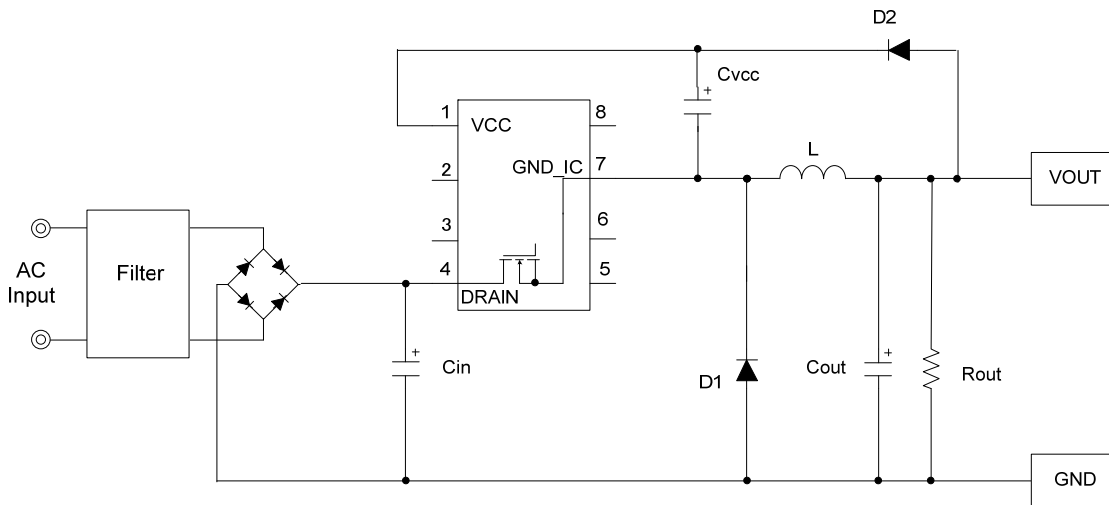 D2
Cvcc
+
1
VCC
8
GND_IC
7
L
VOUT
2
3
6
AC
Input
Filter
4
DRAIN
5
+
Cin
D1
Cout
+
Rout
GND